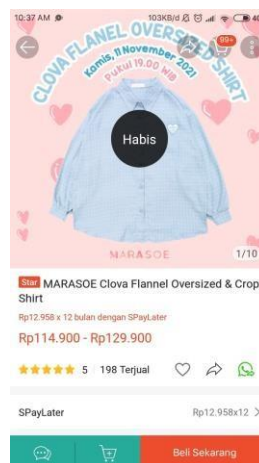 10:37 AM
103KB/d
99+
CLOVA FLANNEL OVERSIZED SHIRT
Kamis, 11 November 2021
Pukul 19.00 WIB
Habis
MARASOE
1/10
Star MARASOE Clova Flannel Oversized & Crop
Shirt
Rp12.958 x 12 bulan dengan SPayLater
Rp114.900 - Rp129.900
5 198 Terjual
SPayLater Rp12.958x12 >
Beli Sekarang